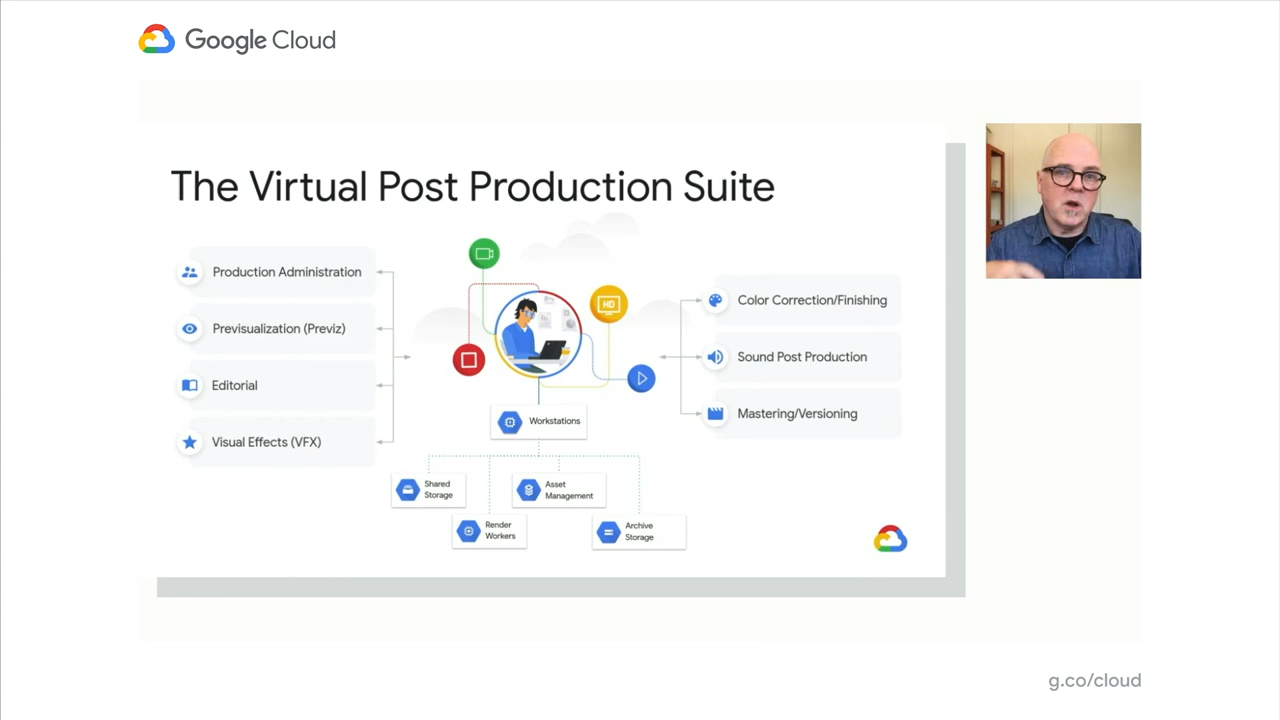 Google Cloud
The Virtual Post Production Suite
Production Administration
Previsualization (Previz)
Editorial
Visual Effects (VFX)
HD
Workstations
Shared
Storage
Asset
Management
Render
Workers
Archive
Storage
Color Correction/Finishing
Sound Post Production
Mastering/Versioning
g.co/cloud